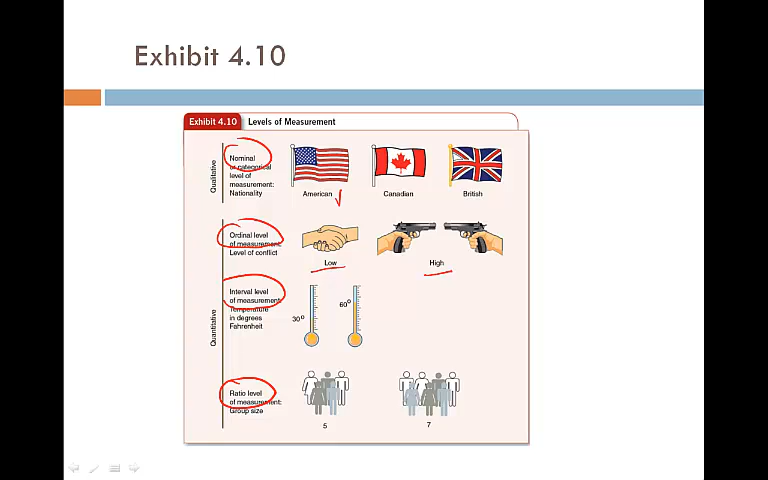 Exhibit 4.10
Exhibit 4.10 Levels of Measurement
Qualitative
Nominal
or categorical
level of
measurement:
Nationality
American
Canadian
British
Ordinal level
of measurement:
Level of conflict
Low
High
Quantitative
Interval level
of measurement:
Temperature
in degrees
Fahrenheit
30°
60°
Ratio level
of measurement:
Group size
5
7